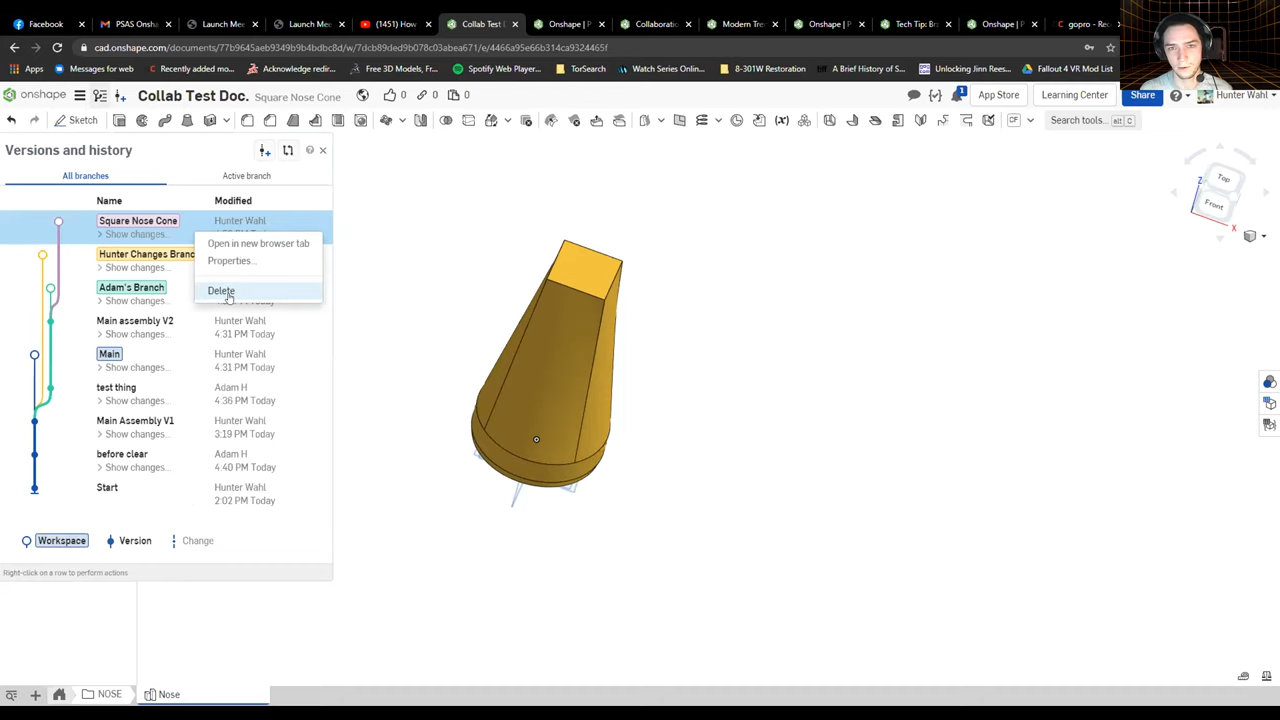 Facebook
PSAS Onsha
Launch Mee
Launch Mee
(1451) How
Collab Test D
Onshape | P
Collaboratio
Modern Tre
Onshape | P
Tech Tip: Bra
Onshape | P
gopro - Red
cad.onshape.com/documents/77b9645aeb9349b9b4bdbc8d/w/7dcb89ded9b078c03abea671/e/4466a95e66b314ca9324465f
Apps
Messages for web
Recently added mo...
Acknowledge redir...
Free 3D Models, Fr...
Spotify Web Player...
TorSearch
Watch Series Onlin...
8-301W Restoration
A Brief History of S...
Unlocking Jinn Rees...
Fallout 4 VR Mod List
onshape
Collab Test Doc. Square Nose Cone
0
0
0
1
App Store
Learning Center
Share
Hunter Wahl
Sketch
(x)
CF
Search tools... alt C
Versions and history
All branches
Active branch
Name Modified
Square Nose Cone Hunter Wahl
Show changes...
Open in new browser tab
Hunter Changes Branc
Properties...
Show changes...
Adam's Branch
Delete
Show changes...
Main assembly V2 Hunter Wahl
Show changes... 4:31 PM Today
Main Hunter Wahl
Show changes... 4:31 PM Today
test thing Adam H
Show changes... 4:36 PM Today
Main Assembly V1 Hunter Wahl
Show changes... 3:19 PM Today
before clear Adam H
Show changes... 4:40 PM Today
Start Hunter Wahl
2:02 PM Today
Workspace Version Change
Right-click on a row to perform actions
Top
Front
Z
X
NOSE
Nose